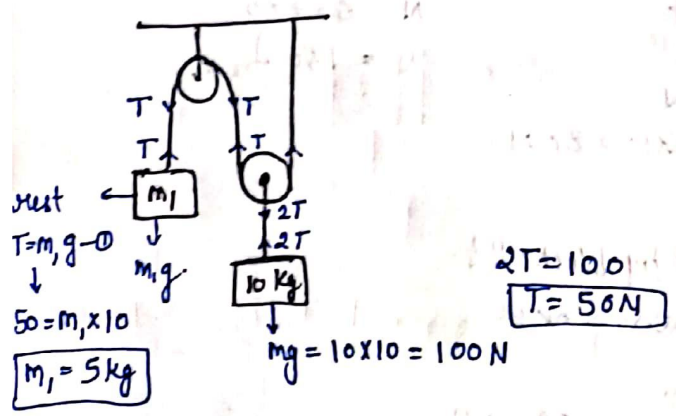 T T
T T
m1
rest
T=m1g-①
m1g.
2T
2T
10 kg
50=m1×10
m1=5kg
mg=10×10=100N
2T=100
T=50N